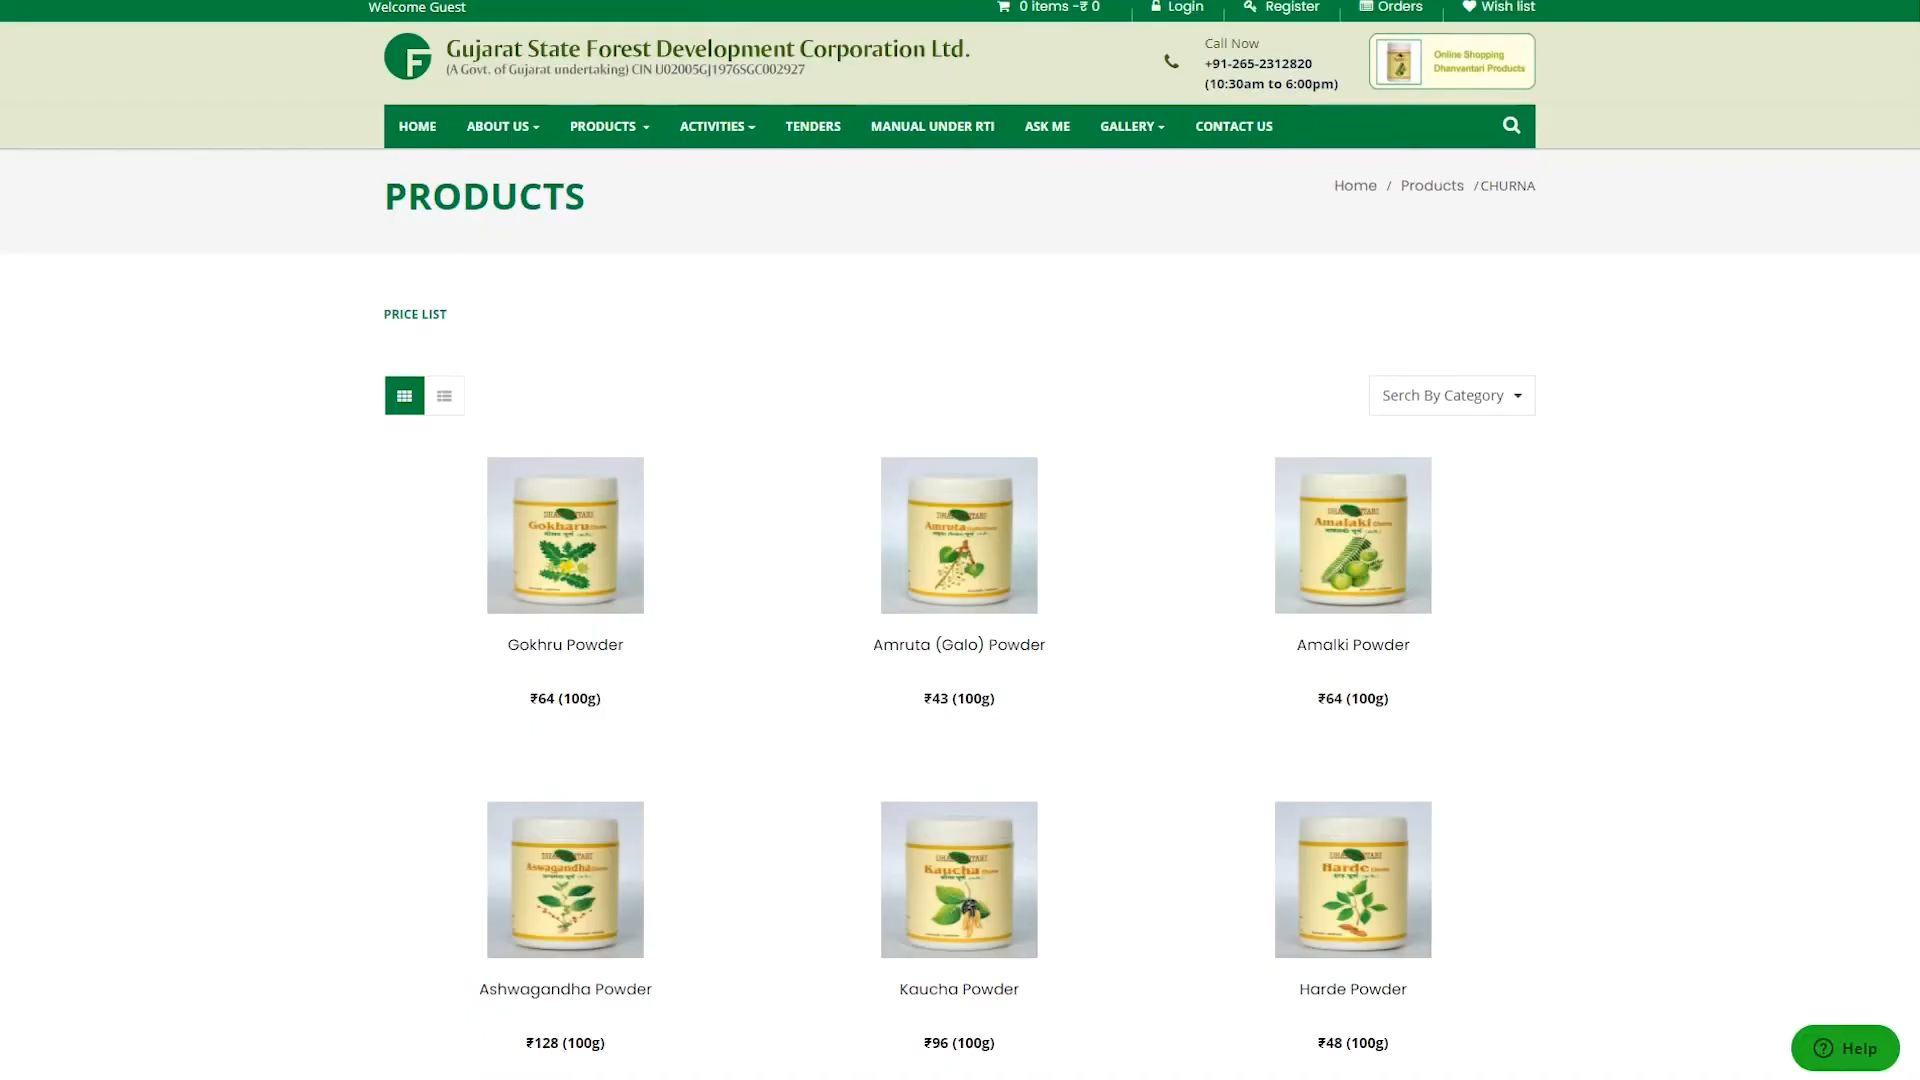 Welcome Guest
0 items -₹ 0
Login
Register
Orders
Wish list
Gujarat State Forest Development Corporation Ltd.
(A Govt. of Gujarat undertaking) CIN U02005GJ1976SGC002927
Call Now
+91-265-2312820
(10:30am to 6:00pm)
Online Shopping
Dhanvantari Products
HOME
ABOUT US
PRODUCTS
ACTIVITIES
TENDERS
MANUAL UNDER RTI
ASK ME
GALLERY
CONTACT US
PRODUCTS
Home / Products / CHURNA
PRICE LIST
Serch By Category
Gokharu
Amruta
Amalaki
Gokhru Powder
Amruta (Galo) Powder
Amalki Powder
₹64 (100g)
₹43 (100g)
₹64 (100g)
Aswagandha
Kaucha
Harde
Ashwagandha Powder
Kaucha Powder
Harde Powder
₹128 (100g)
₹96 (100g)
₹48 (100g)
Help